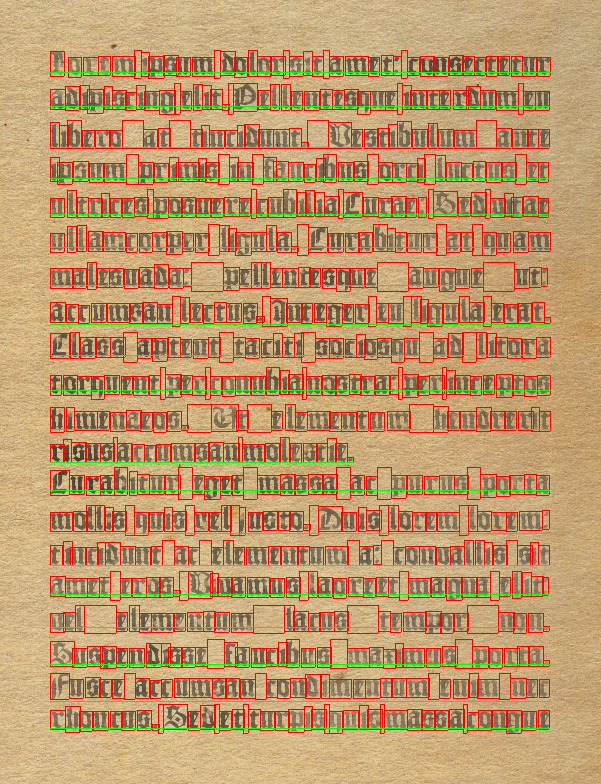 Lorem ipsum dolor sit amet, consectetur
adipiscing elit. Pellentesque interdum eu
libero at tincidunt. Vestibulum ante
ipsum primis in faucibus orci luctus et
ultrices posuere cubilia Curae; Sed vitae
ullamcorper ligula. Curabitur at quam
malesuada, pellentesque augue ut,
accumsan lectus. Integer eu ligula erat.
Class aptent taciti sociosqu ad litora
torquent per conubia nostra, per inceptos
himenaeos. Ut elementum hendrerit
risus accumsan molestie.
Curabitur eget massa ac purus porta
mollis quis vel justo. Duis lorem lorem,
tincidunt ac elementum at, convallis sit
amet eros. Vivamus laoreet magna velit,
vel elementum lacus tempor non.
Suspendisse faucibus maximus porta.
Fusce accumsan condimentum enim nec
rhoncus. Sed et turpis quis massa congue